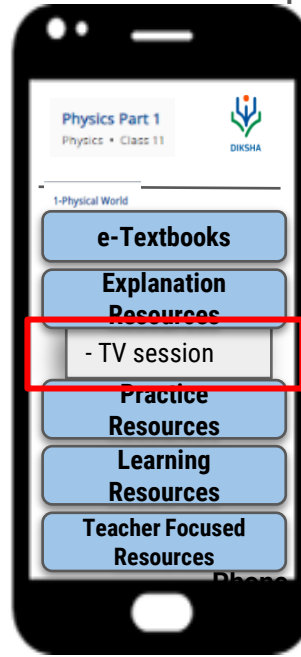 Physics Part 1
Physics • Class 11
DIKSHA
1-Physical World
e-Textbooks
Explanation
Resources
- TV session
Practice
Resources
Learning
Resources
Teacher Focused
Resources
Phone